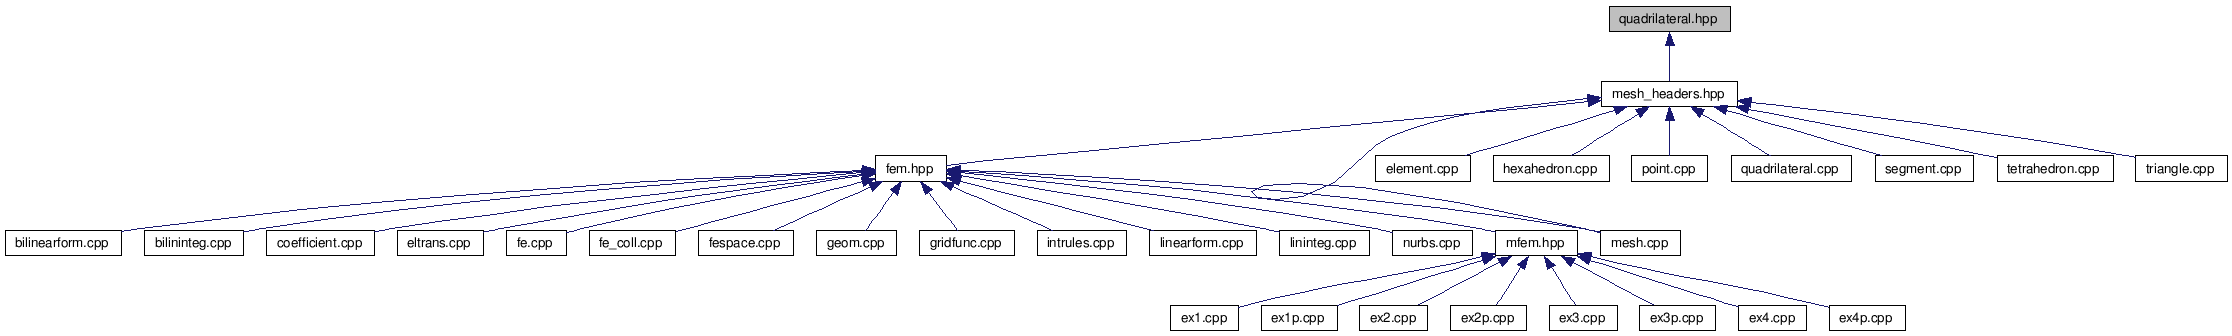 quadrilateral.hpp
mesh_headers.hpp
fem.hpp
element.cpp
hexahedron.cpp
point.cpp
quadrilateral.cpp
segment.cpp
tetrahedron.cpp
triangle.cpp
bilinearform.cpp
bilininteg.cpp
coefficient.cpp
eltrans.cpp
fe.cpp
fe_coll.cpp
fespace.cpp
geom.cpp
gridfunc.cpp
intrules.cpp
linearform.cpp
lininteg.cpp
nurbs.cpp
mfem.hpp
mesh.cpp
ex1.cpp
ex1p.cpp
ex2.cpp
ex2p.cpp
ex3.cpp
ex3p.cpp
ex4.cpp
ex4p.cpp